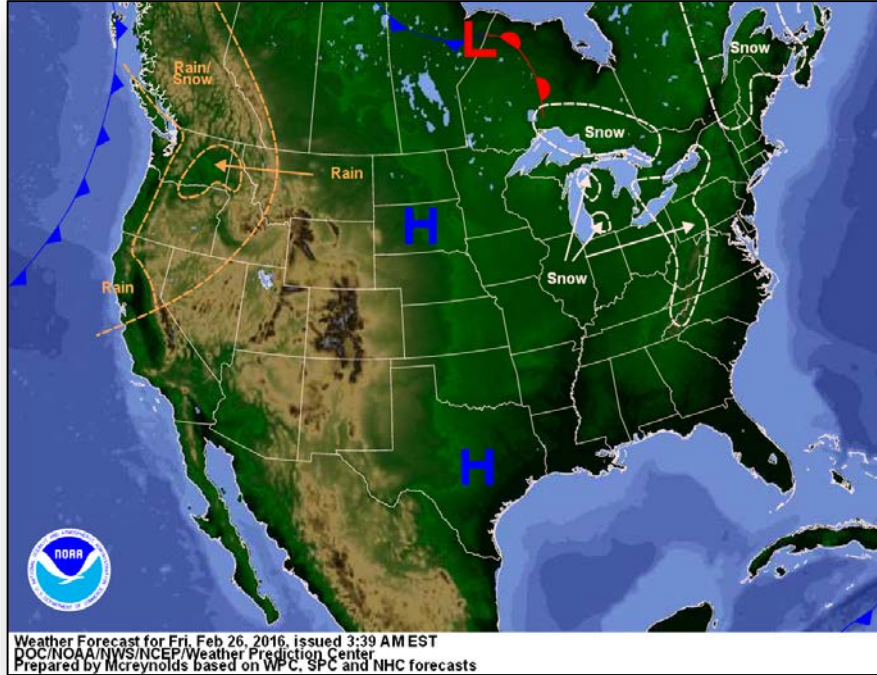 L
Snow
Rain/
Snow
Snow
Rain
H
Snow
Rain
H
NOAA
Weather Forecast for Fri, Feb 26, 2016, issued 3:39 AM EST
DOC/NOAA/NWS/NCEP/Weather Prediction Center
Prepared by Mcreynolds based on WPC, SPC and NHC forecasts